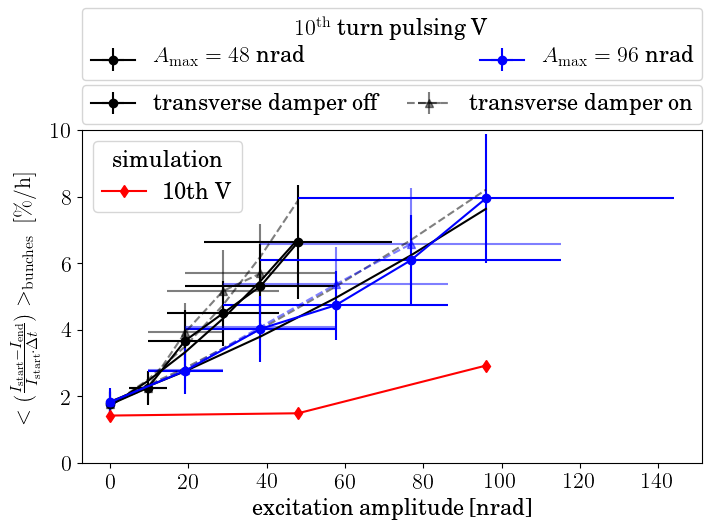 10th turn pulsing V
A_max = 48 nrad A_max = 96 nrad
transverse damper off transverse damper on
simulation
10th V
< ( I_start−I_end / I_start·Δt ) >_bunches [%/h]
10
8
6
4
2
0
0 20 40 60 80 100 120 140
excitation amplitude [nrad]